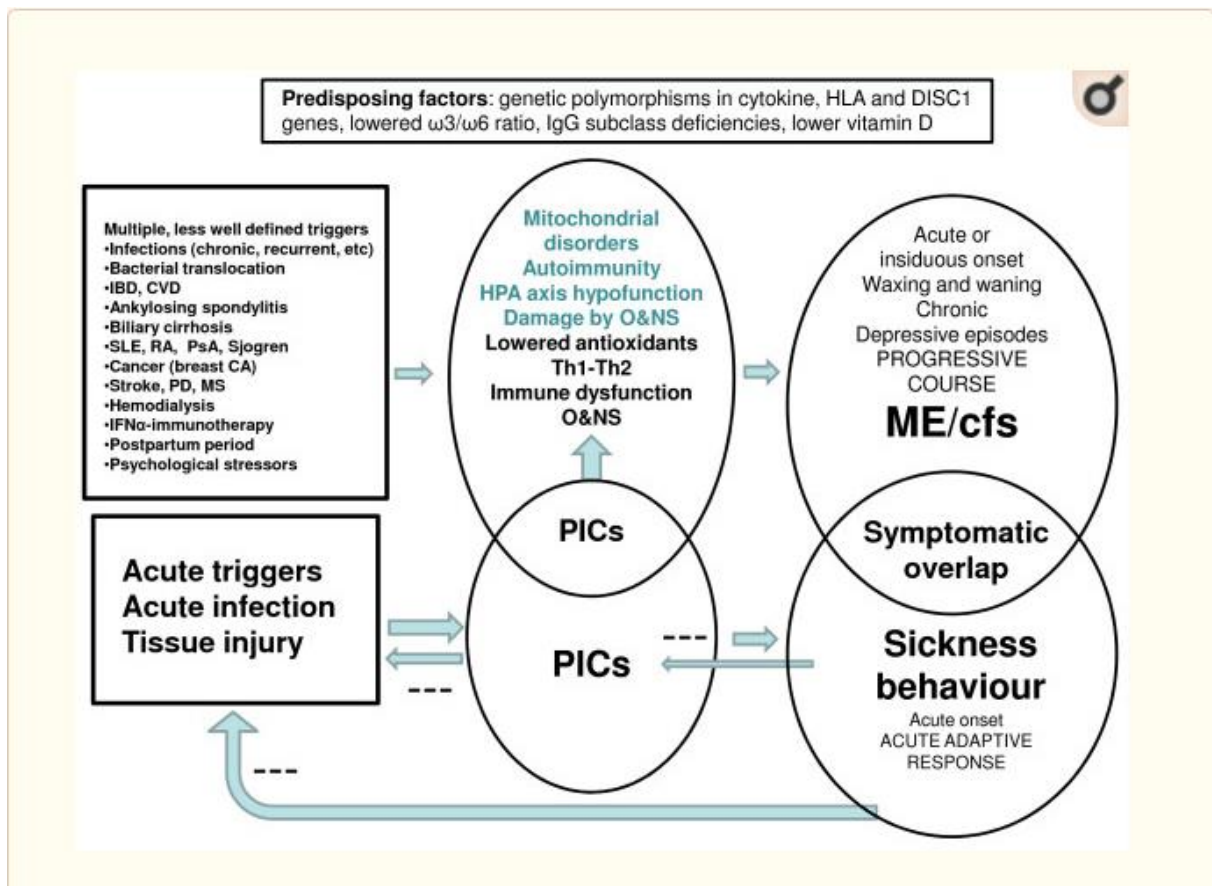 Predisposing factors: genetic polymorphisms in cytokine, HLA and DISC1
genes, lowered ω3/ω6 ratio, IgG subclass deficiencies, lower vitamin D
Multiple, less well defined triggers
•Infections (chronic, recurrent, etc)
•Bacterial translocation
•IBD, CVD
•Ankylosing spondylitis
•Biliary cirrhosis
•SLE, RA, PsA, Sjogren
•Cancer (breast CA)
•Stroke, PD, MS
•Hemodialysis
•IFNα-immunotherapy
•Postpartum period
•Psychological stressors
Mitochondrial
disorders
Autoimmunity
HPA axis hypofunction
Damage by O&NS
Lowered antioxidants
Th1-Th2
Immune dysfunction
O&NS
Acute or
insiduous onset
Waxing and waning
Chronic
Depressive episodes
PROGRESSIVE
COURSE
ME/cfs
Acute triggers
Acute infection
Tissue injury
PICs
PICs
Symptomatic
overlap
Sickness
behaviour
Acute onset
ACUTE ADAPTIVE
RESPONSE
---
---
---